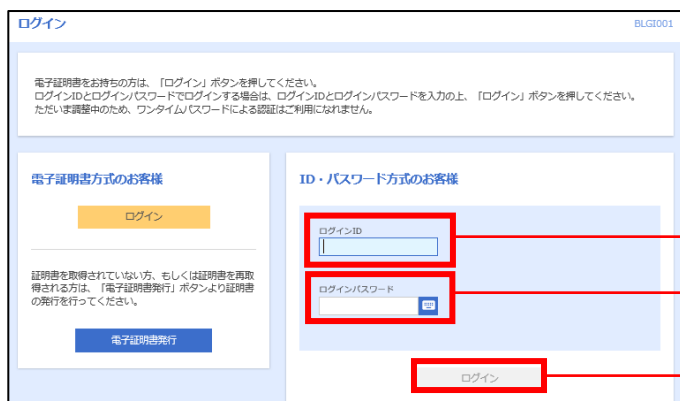 ログイン
BLGI001
電子証明書をお持ちの方は、「ログイン」ボタンを押してください。
ログインIDとログインパスワードでログインする場合は、ログインIDとログインパスワードを入力の上、「ログイン」ボタンを押してください。
ただいま調整中のため、ワンタイムパスワードによる認証はご利用になれません。
電子証明書方式のお客様
ログイン
証明書を取得されていない方、もしくは証明書を再取
得される方は、「電子証明書発行」ボタンより証明書
の発行を行ってください。
電子証明書発行
ID・パスワード方式のお客様
ログインID
ログインパスワード
ログイン